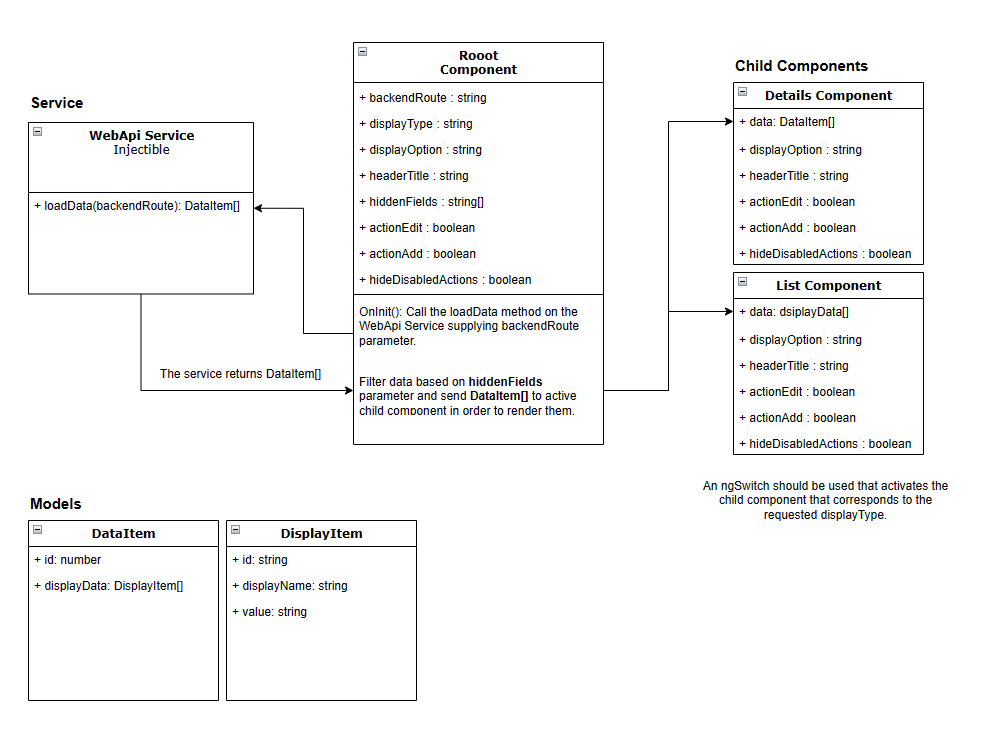 Service
WebApi Service
Injectible
+ loadData(backendRoute): DataItem[]
Rooot
Component
+ backendRoute : string
+ displayType : string
+ displayOption : string
+ headerTitle : string
+ hiddenFields : string[]
+ actionEdit : boolean
+ actionAdd : boolean
+ hideDisabledActions : boolean
OnInit(): Call the loadData method on the
WebApi Service supplying backendRoute
parameter.
Filter data based on hiddenFields
parameter and send DataItem[] to active
child component in order to render them.
The service returns DataItem[]
Child Components
Details Component
+ data: DataItem[]
+ displayOption : string
+ headerTitle : string
+ actionEdit : boolean
+ actionAdd : boolean
+ hideDisabledActions : boolean
List Component
+ data: dsiplayData[]
+ displayOption : string
+ headerTitle : string
+ actionEdit : boolean
+ actionAdd : boolean
+ hideDisabledActions : boolean
An ngSwitch should be used that activates the
child component that corresponds to the
requested displayType.
Models
DataItem
+ id: number
+ displayData: DisplayItem[]
DisplayItem
+ id: string
+ displayName: string
+ value: string